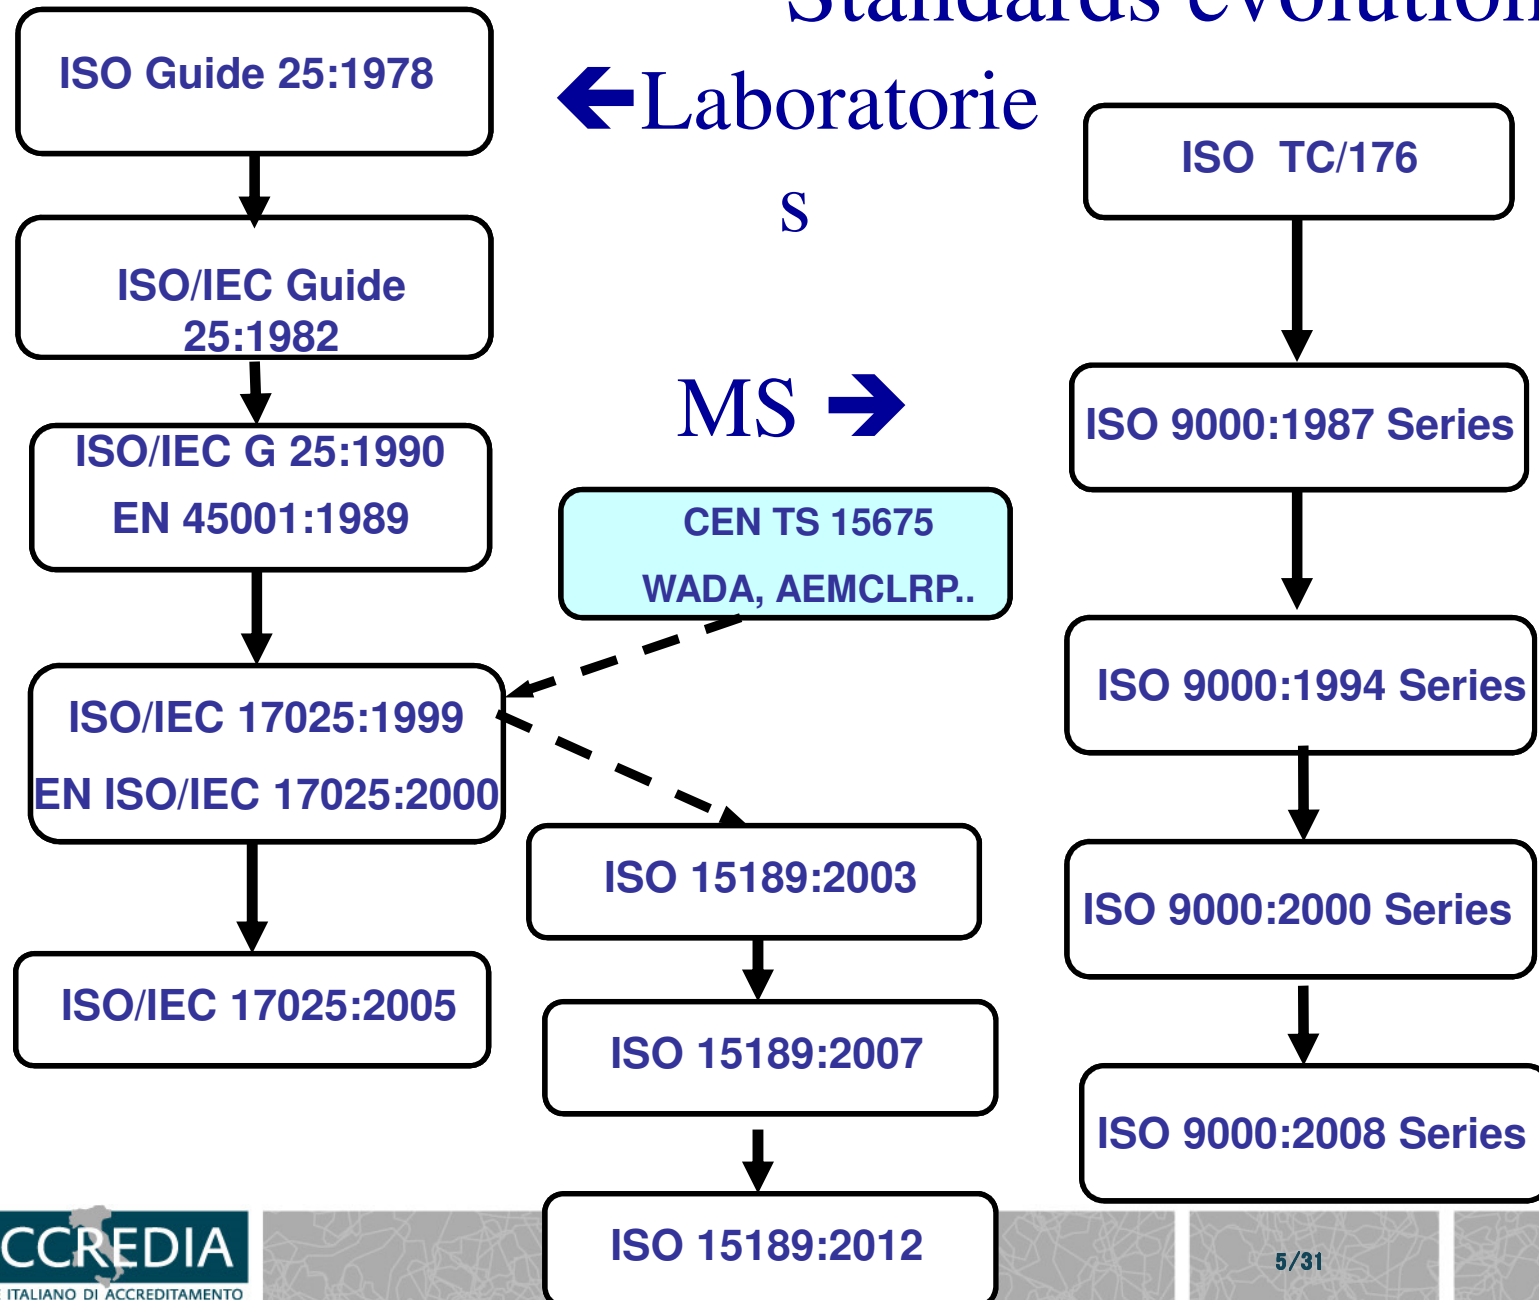 Standards evolution
ISO Guide 25:1978
Laboratorie
s
ISO TC/176
ISO/IEC Guide
25:1982
MS
ISO 9000:1987 Series
ISO/IEC G 25:1990
EN 45001:1989
CEN TS 15675
WADA, AEMCLRP..
ISO/IEC 17025:1999
EN ISO/IEC 17025:2000
ISO 9000:1994 Series
ISO 15189:2003
ISO 9000:2000 Series
ISO/IEC 17025:2005
ISO 15189:2007
ISO 9000:2008 Series
ISO 15189:2012
CCREDIA
E ITALIANO DI ACCREDITAMENTO
5/31